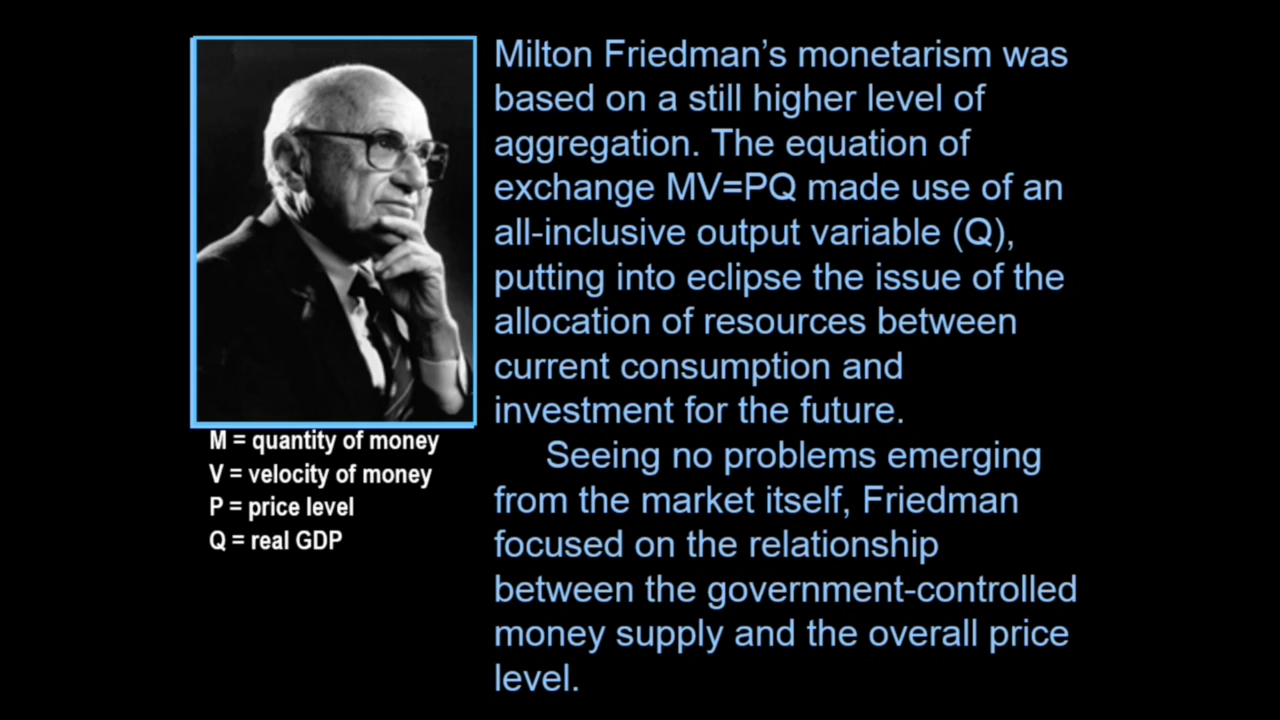 Milton Friedman’s monetarism was
based on a still higher level of
aggregation. The equation of
exchange MV=PQ made use of an
all-inclusive output variable (Q),
putting into eclipse the issue of the
allocation of resources between
current consumption and
investment for the future.
Seeing no problems emerging
from the market itself, Friedman
focused on the relationship
between the government-controlled
money supply and the overall price
level.
M = quantity of money
V = velocity of money
P = price level
Q = real GDP